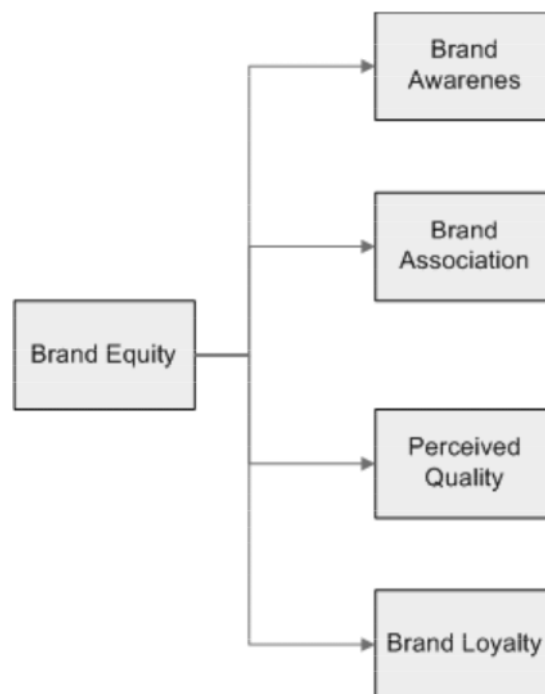 Brand
Awarenes
Brand
Association
Brand Equity
Perceived
Quality
Brand Loyalty